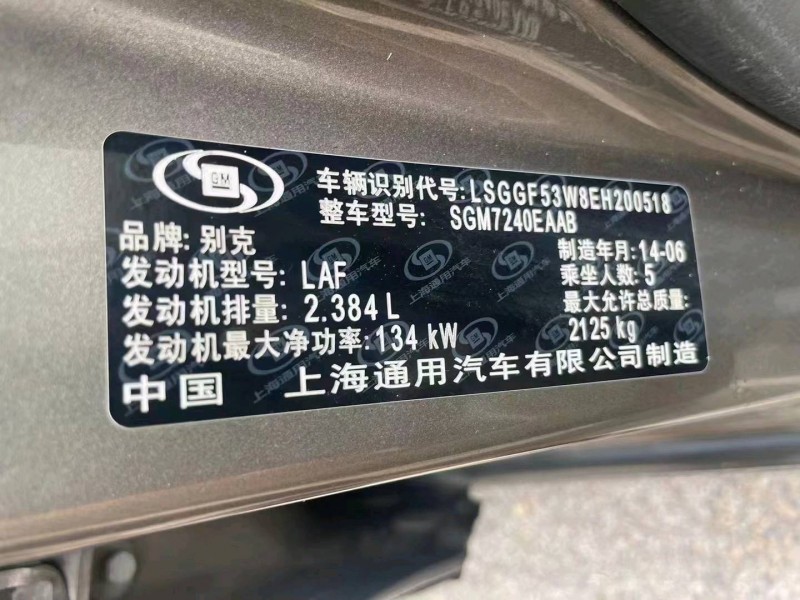 GM
车辆识别代号:LSGGF53W8EH200518
整车型号: SGM7240EAAB
品牌: 别克
制造年月:14-06
发动机型号: LAF
乘坐人数:5
发动机排量: 2.384 L
最大允许总质量:
2125 kg
发动机最大净功率:134 kW
中国 上海通用汽车有限公司制造